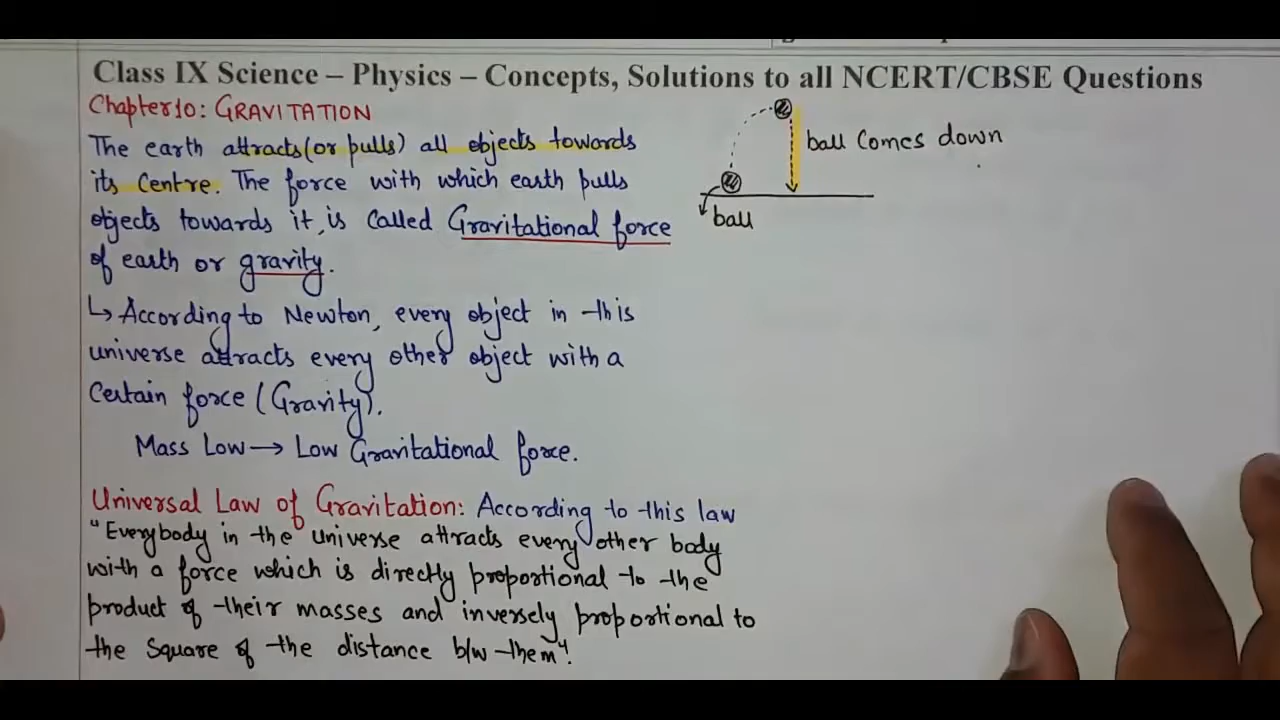 Class IX Science – Physics – Concepts, Solutions to all NCERT/CBSE Questions
Chapter 10: GRAVITATION
The earth attracts (or pulls) all objects towards
its Centre. The force with which earth pulls
objects towards it, is called Gravitational force
of earth or gravity.
↳ According to Newton, every object in this
universe attracts every other object with a
Certain force (Gravity).
Mass Low → Low Gravitational force.
Universal Law of Gravitation: According to this law
"Everybody in the universe attracts every other body
with a force which is directly proportional to the
product of their masses and inversely proportional to
the Square of the distance b/w them".
ball comes down
ball